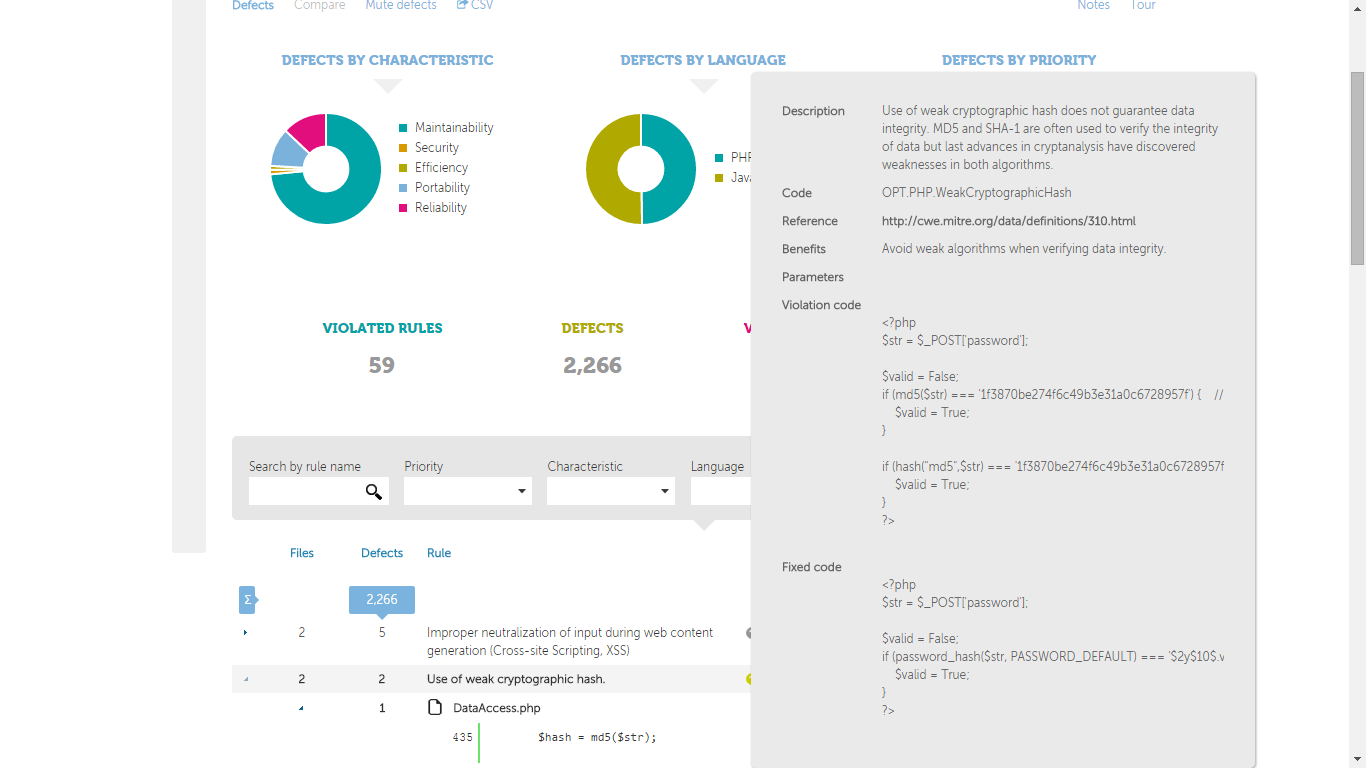 Defects Compare Mute defects CSV Notes Tour
DEFECTS BY CHARACTERISTIC
Maintainability
Security
Efficiency
Portability
Reliability
DEFECTS BY LANGUAGE
DEFECTS BY PRIORITY
VIOLATED RULES
59
DEFECTS
2,266
Search by rule name Priority Characteristic Language
Files Defects Rule
Σ 2,266
2 5 Improper neutralization of input during web content
generation (Cross-site Scripting, XSS)
2 2 Use of weak cryptographic hash.
1 DataAccess.php
435 $hash = md5($str);
Description Use of weak cryptographic hash does not guarantee data
integrity. MD5 and SHA-1 are often used to verify the integrity
of data but last advances in cryptanalysis have discovered
weaknesses in both algorithms.
Code OPT.PHP.WeakCryptographicHash
Reference http://cwe.mitre.org/data/definitions/310.html
Benefits Avoid weak algorithms when verifying data integrity.
Parameters
Violation code
<?php
$str = $_POST['password'];
$valid = False;
if (md5($str) === '1f3870be274f6c49b3e31a0c6728957f') { //
$valid = True;
}
if (hash("md5",$str) === '1f3870be274f6c49b3e31a0c6728957f
$valid = True;
}
?>
Fixed code
<?php
$str = $_POST['password'];
$valid = False;
if (password_hash($str, PASSWORD_DEFAULT) === '$2y$10$.v
$valid = True;
}
?>